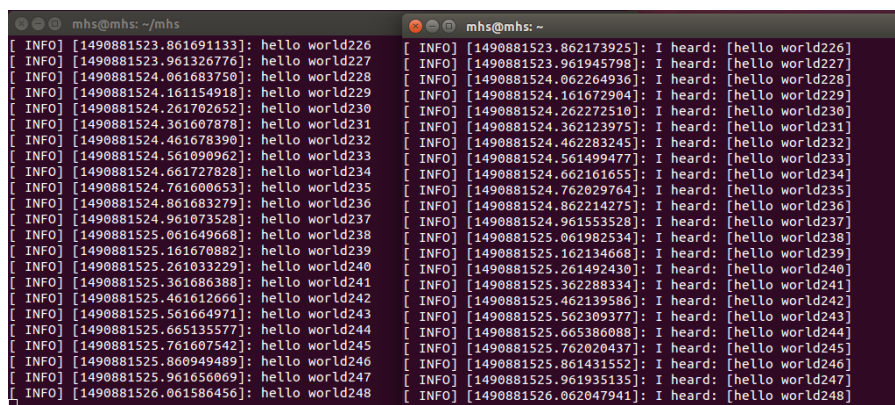 mhs@mhs: ~/mhs
[ INFO] [1490881523.861691133]: hello world226
[ INFO] [1490881523.961326776]: hello world227
[ INFO] [1490881524.061683750]: hello world228
[ INFO] [1490881524.161154918]: hello world229
[ INFO] [1490881524.261702652]: hello world230
[ INFO] [1490881524.361607878]: hello world231
[ INFO] [1490881524.461678390]: hello world232
[ INFO] [1490881524.561090962]: hello world233
[ INFO] [1490881524.661727828]: hello world234
[ INFO] [1490881524.761600653]: hello world235
[ INFO] [1490881524.861683279]: hello world236
[ INFO] [1490881524.961073528]: hello world237
[ INFO] [1490881525.061649668]: hello world238
[ INFO] [1490881525.161670882]: hello world239
[ INFO] [1490881525.261033229]: hello world240
[ INFO] [1490881525.361686388]: hello world241
[ INFO] [1490881525.461612666]: hello world242
[ INFO] [1490881525.561664971]: hello world243
[ INFO] [1490881525.665135577]: hello world244
[ INFO] [1490881525.761607542]: hello world245
[ INFO] [1490881525.860949489]: hello world246
[ INFO] [1490881525.961656069]: hello world247
[ INFO] [1490881526.061586456]: hello world248
mhs@mhs: ~
[ INFO] [1490881523.862173925]: I heard: [hello world226]
[ INFO] [1490881523.961945798]: I heard: [hello world227]
[ INFO] [1490881524.062264936]: I heard: [hello world228]
[ INFO] [1490881524.161672904]: I heard: [hello world229]
[ INFO] [1490881524.262272510]: I heard: [hello world230]
[ INFO] [1490881524.362123975]: I heard: [hello world231]
[ INFO] [1490881524.462283245]: I heard: [hello world232]
[ INFO] [1490881524.561499477]: I heard: [hello world233]
[ INFO] [1490881524.662161655]: I heard: [hello world234]
[ INFO] [1490881524.762029764]: I heard: [hello world235]
[ INFO] [1490881524.862214275]: I heard: [hello world236]
[ INFO] [1490881524.961553528]: I heard: [hello world237]
[ INFO] [1490881525.061982534]: I heard: [hello world238]
[ INFO] [1490881525.162134668]: I heard: [hello world239]
[ INFO] [1490881525.261492430]: I heard: [hello world240]
[ INFO] [1490881525.362288334]: I heard: [hello world241]
[ INFO] [1490881525.462139586]: I heard: [hello world242]
[ INFO] [1490881525.562309377]: I heard: [hello world243]
[ INFO] [1490881525.665386088]: I heard: [hello world244]
[ INFO] [1490881525.762020437]: I heard: [hello world245]
[ INFO] [1490881525.861431552]: I heard: [hello world246]
[ INFO] [1490881525.961935135]: I heard: [hello world247]
[ INFO] [1490881526.062047941]: I heard: [hello world248]